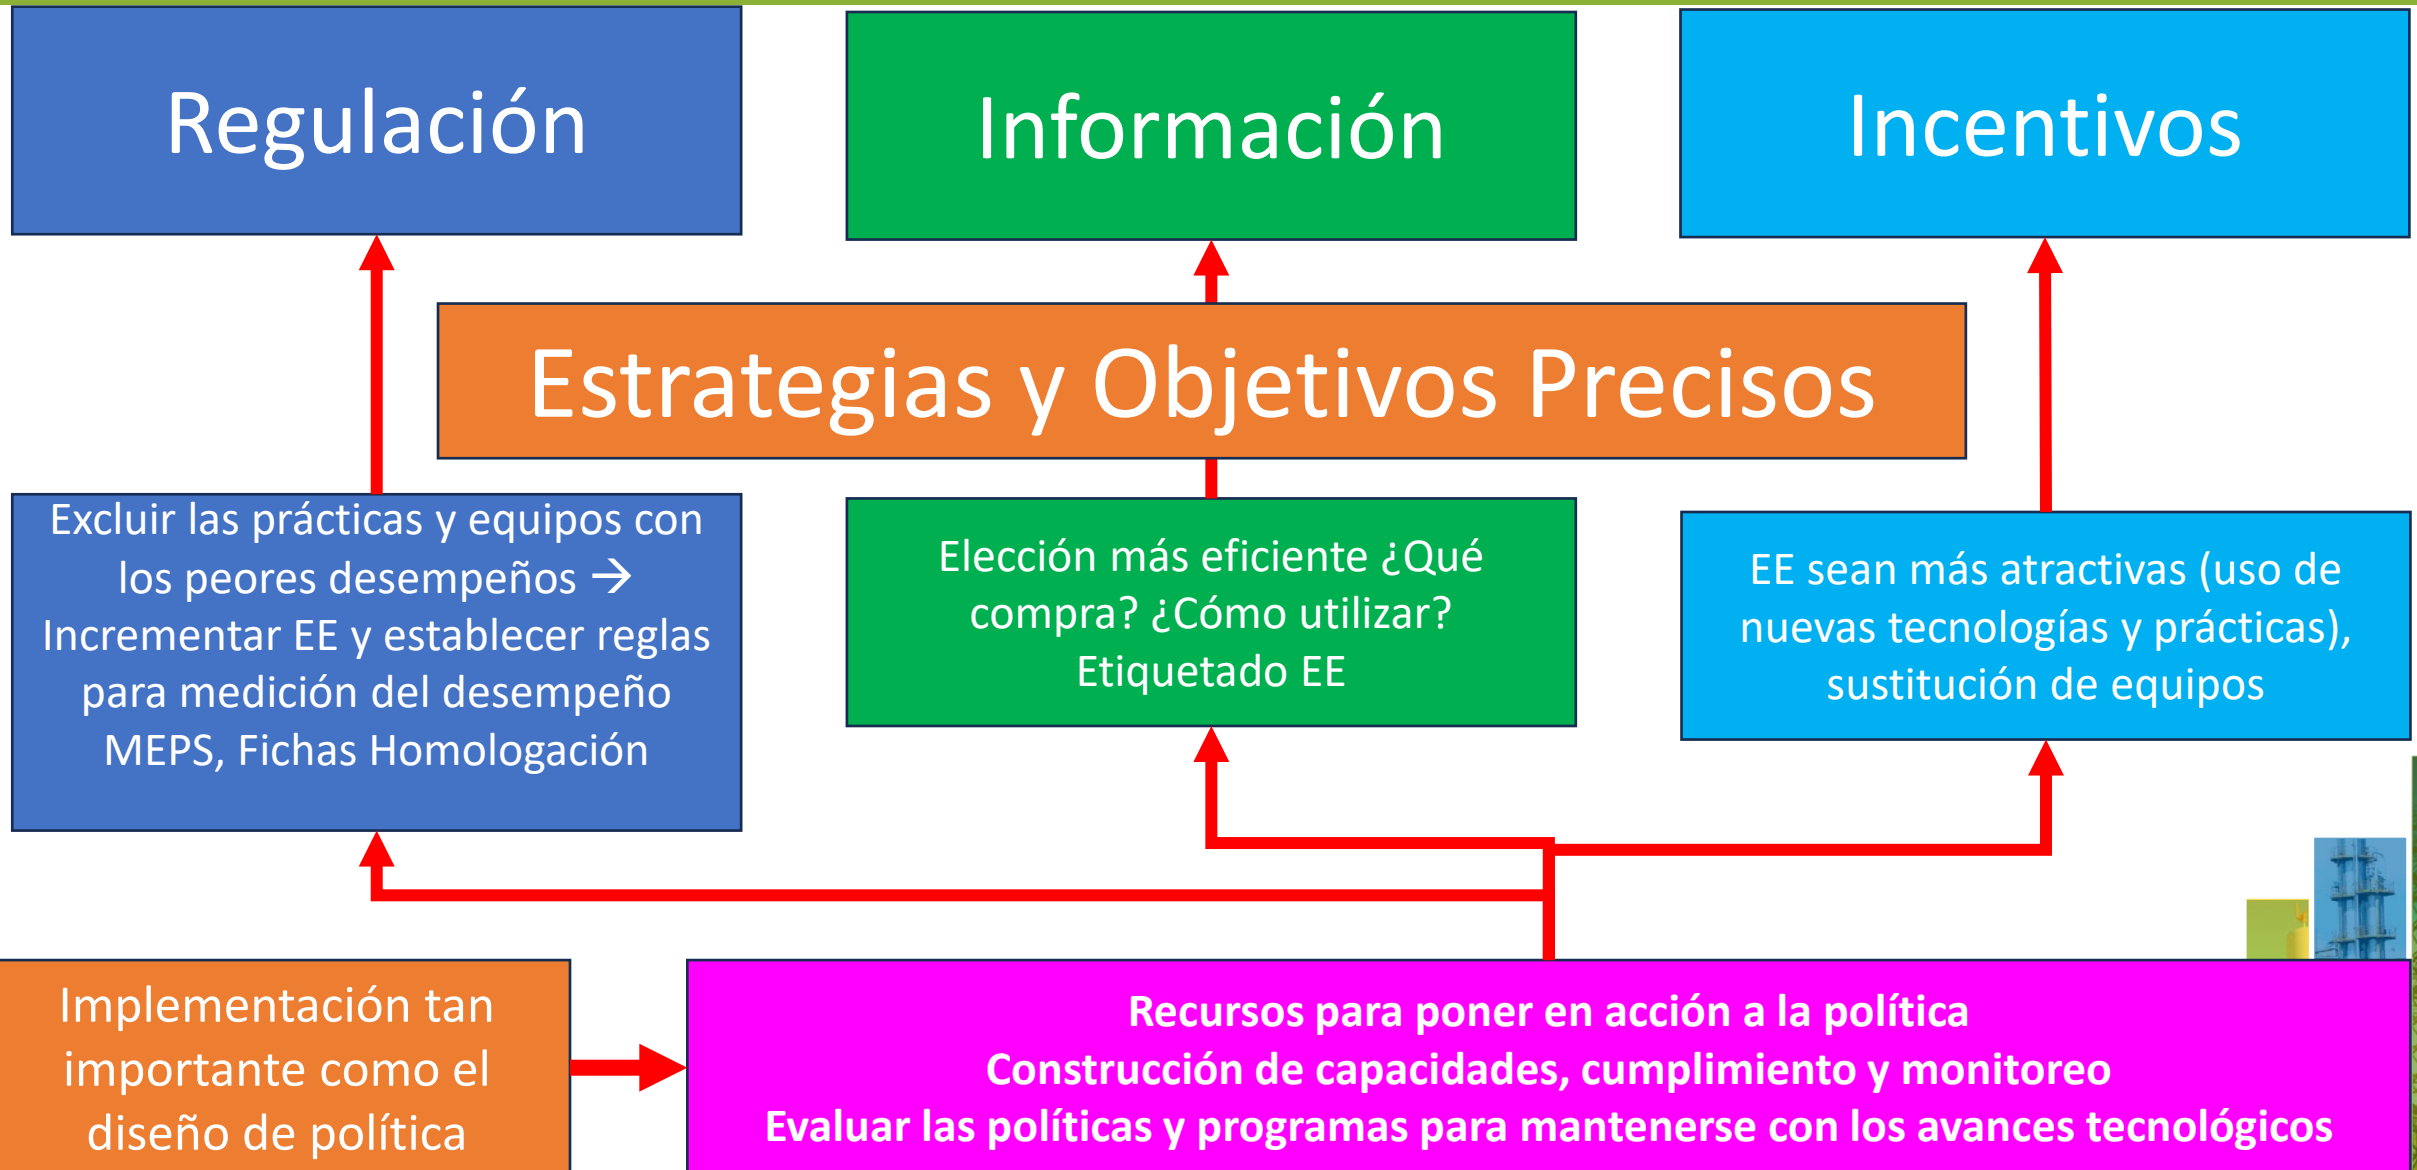 Regulación
Información
Incentivos
Estrategias y Objetivos Precisos
Excluir las prácticas y equipos con
los peores desempeños →
Incrementar EE y establecer reglas
para medición del desempeño
MEPS, Fichas Homologación
Elección más eficiente ¿Qué
compra? ¿Cómo utilizar?
Etiquetado EE
EE sean más atractivas (uso de
nuevas tecnologías y prácticas),
sustitución de equipos
Implementación tan
importante como el
diseño de política
Recursos para poner en acción a la política
Construcción de capacidades, cumplimiento y monitoreo
Evaluar las políticas y programas para mantenerse con los avances tecnológicos